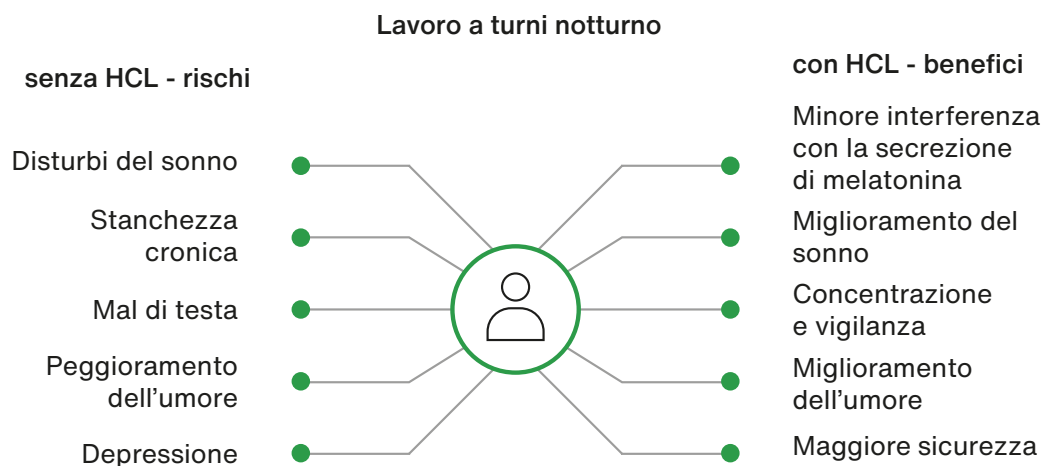 Lavoro a turni notturno
senza HCL - rischi
Disturbi del sonno
Stanchezza
cronica
Mal di testa
Peggioramento
dell’umore
Depressione
con HCL - benefici
Minore interferenza
con la secrezione
di melatonina
Miglioramento del
sonno
Concentrazione
e vigilanza
Miglioramento
dell’umore
Maggiore sicurezza